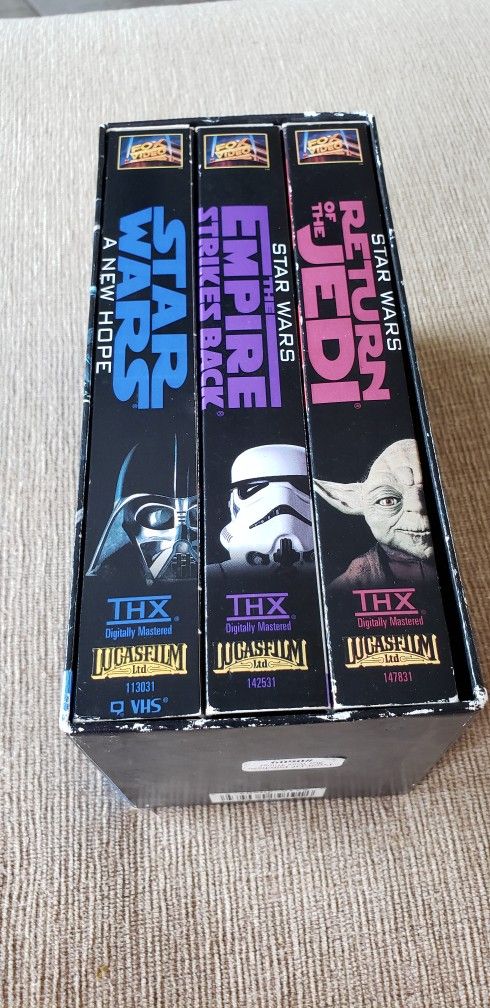 FOX
VIDEO
STAR
WARS
A NEW HOPE
THX
Digitally Mastered
LUCASFILM
Ltd
113031
VHS
FOX
VIDEO
STAR WARS
THE
EMPIRE
STRIKES BACK
THX
Digitally Mastered
LUCASFILM
Ltd
142531
FOX
VIDEO
STAR WARS
RETURN
OF THE
JEDI
THX
Digitally Mastered
LUCASFILM
Ltd
147831